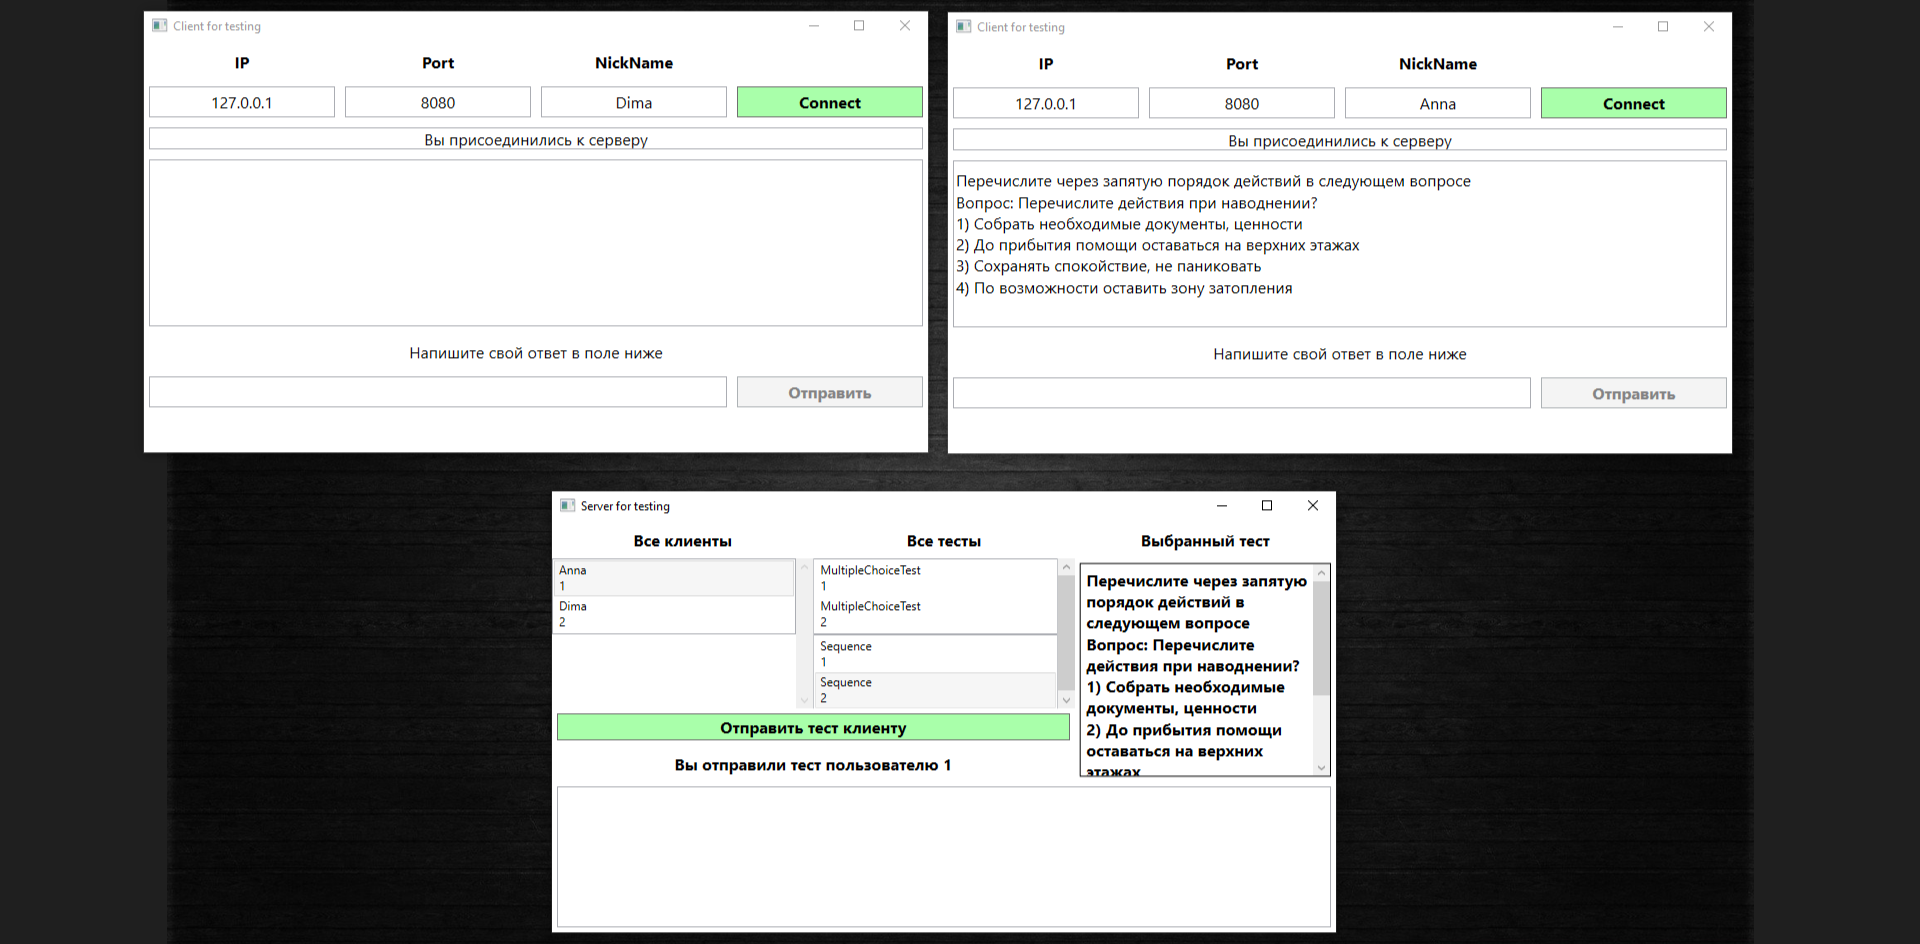 Client for testing
IP Port NickName
127.0.0.1 8080 Dima Connect
Вы присоединились к серверу
Напишите свой ответ в поле ниже
Отправить
Client for testing
IP Port NickName
127.0.0.1 8080 Anna Connect
Вы присоединились к серверу
Перечислите через запятую порядок действий в следующем вопросе
Вопрос: Перечислите действия при наводнении?
1) Собрать необходимые документы, ценности
2) До прибытия помощи оставаться на верхних этажах
3) Сохранять спокойствие, не паниковать
4) По возможности оставить зону затопления
Напишите свой ответ в поле ниже
Отправить
Server for testing
Все клиенты
Anna
1
Dima
2
Все тесты
MultipleChoiceTest
1
MultipleChoiceTest
2
Sequence
1
Sequence
2
Отправить тест клиенту
Вы отправили тест пользователю 1
Выбранный тест
Перечислите через запятую
порядок действий в
следующем вопросе
Вопрос: Перечислите
действия при наводнении?
1) Собрать необходимые
документы, ценности
2) До прибытия помощи
оставаться на верхних
этажах